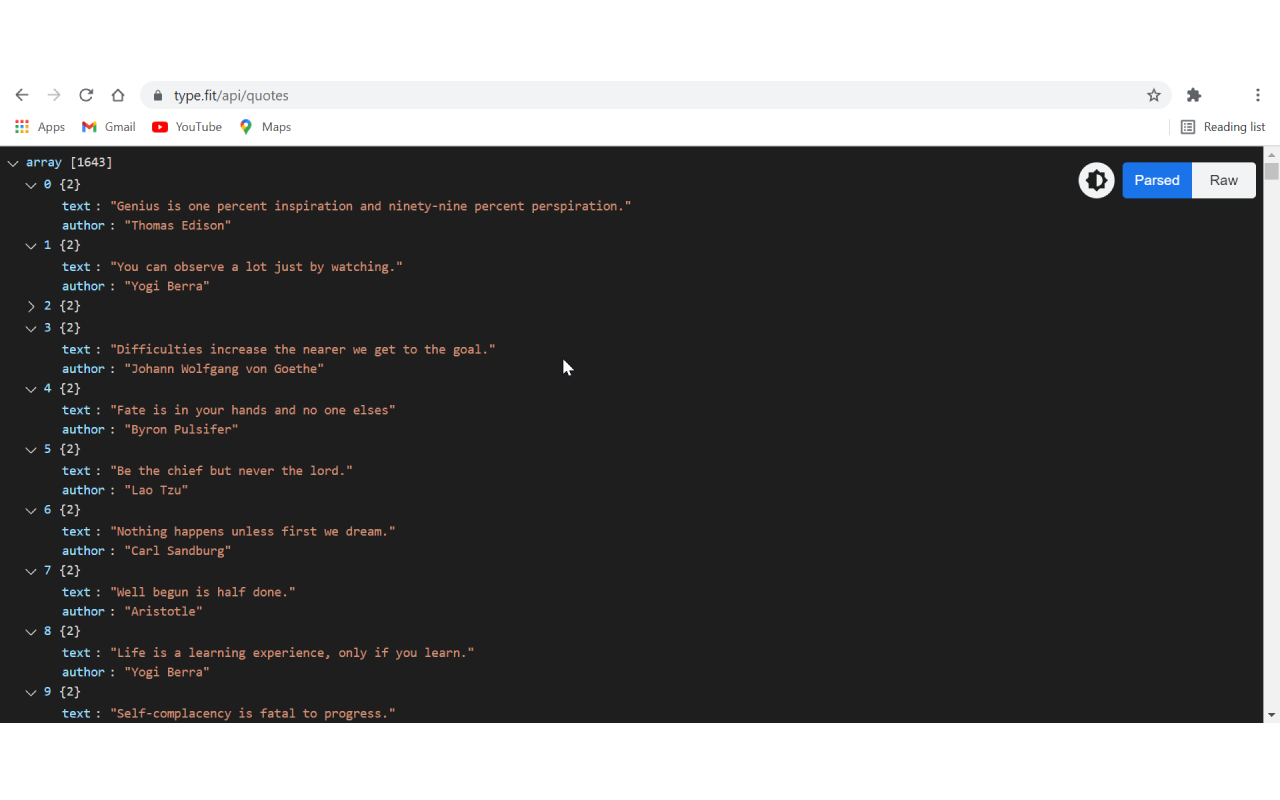 type.fit/api/quotes
Apps Gmail YouTube Maps Reading list
array [1643]
Parsed Raw
0 {2}
text : "Genius is one percent inspiration and ninety-nine percent perspiration."
author : "Thomas Edison"
1 {2}
text : "You can observe a lot just by watching."
author : "Yogi Berra"
2 {2}
3 {2}
text : "Difficulties increase the nearer we get to the goal."
author : "Johann Wolfgang von Goethe"
4 {2}
text : "Fate is in your hands and no one elses"
author : "Byron Pulsifer"
5 {2}
text : "Be the chief but never the lord."
author : "Lao Tzu"
6 {2}
text : "Nothing happens unless first we dream."
author : "Carl Sandburg"
7 {2}
text : "Well begun is half done."
author : "Aristotle"
8 {2}
text : "Life is a learning experience, only if you learn."
author : "Yogi Berra"
9 {2}
text : "Self-complacency is fatal to progress."